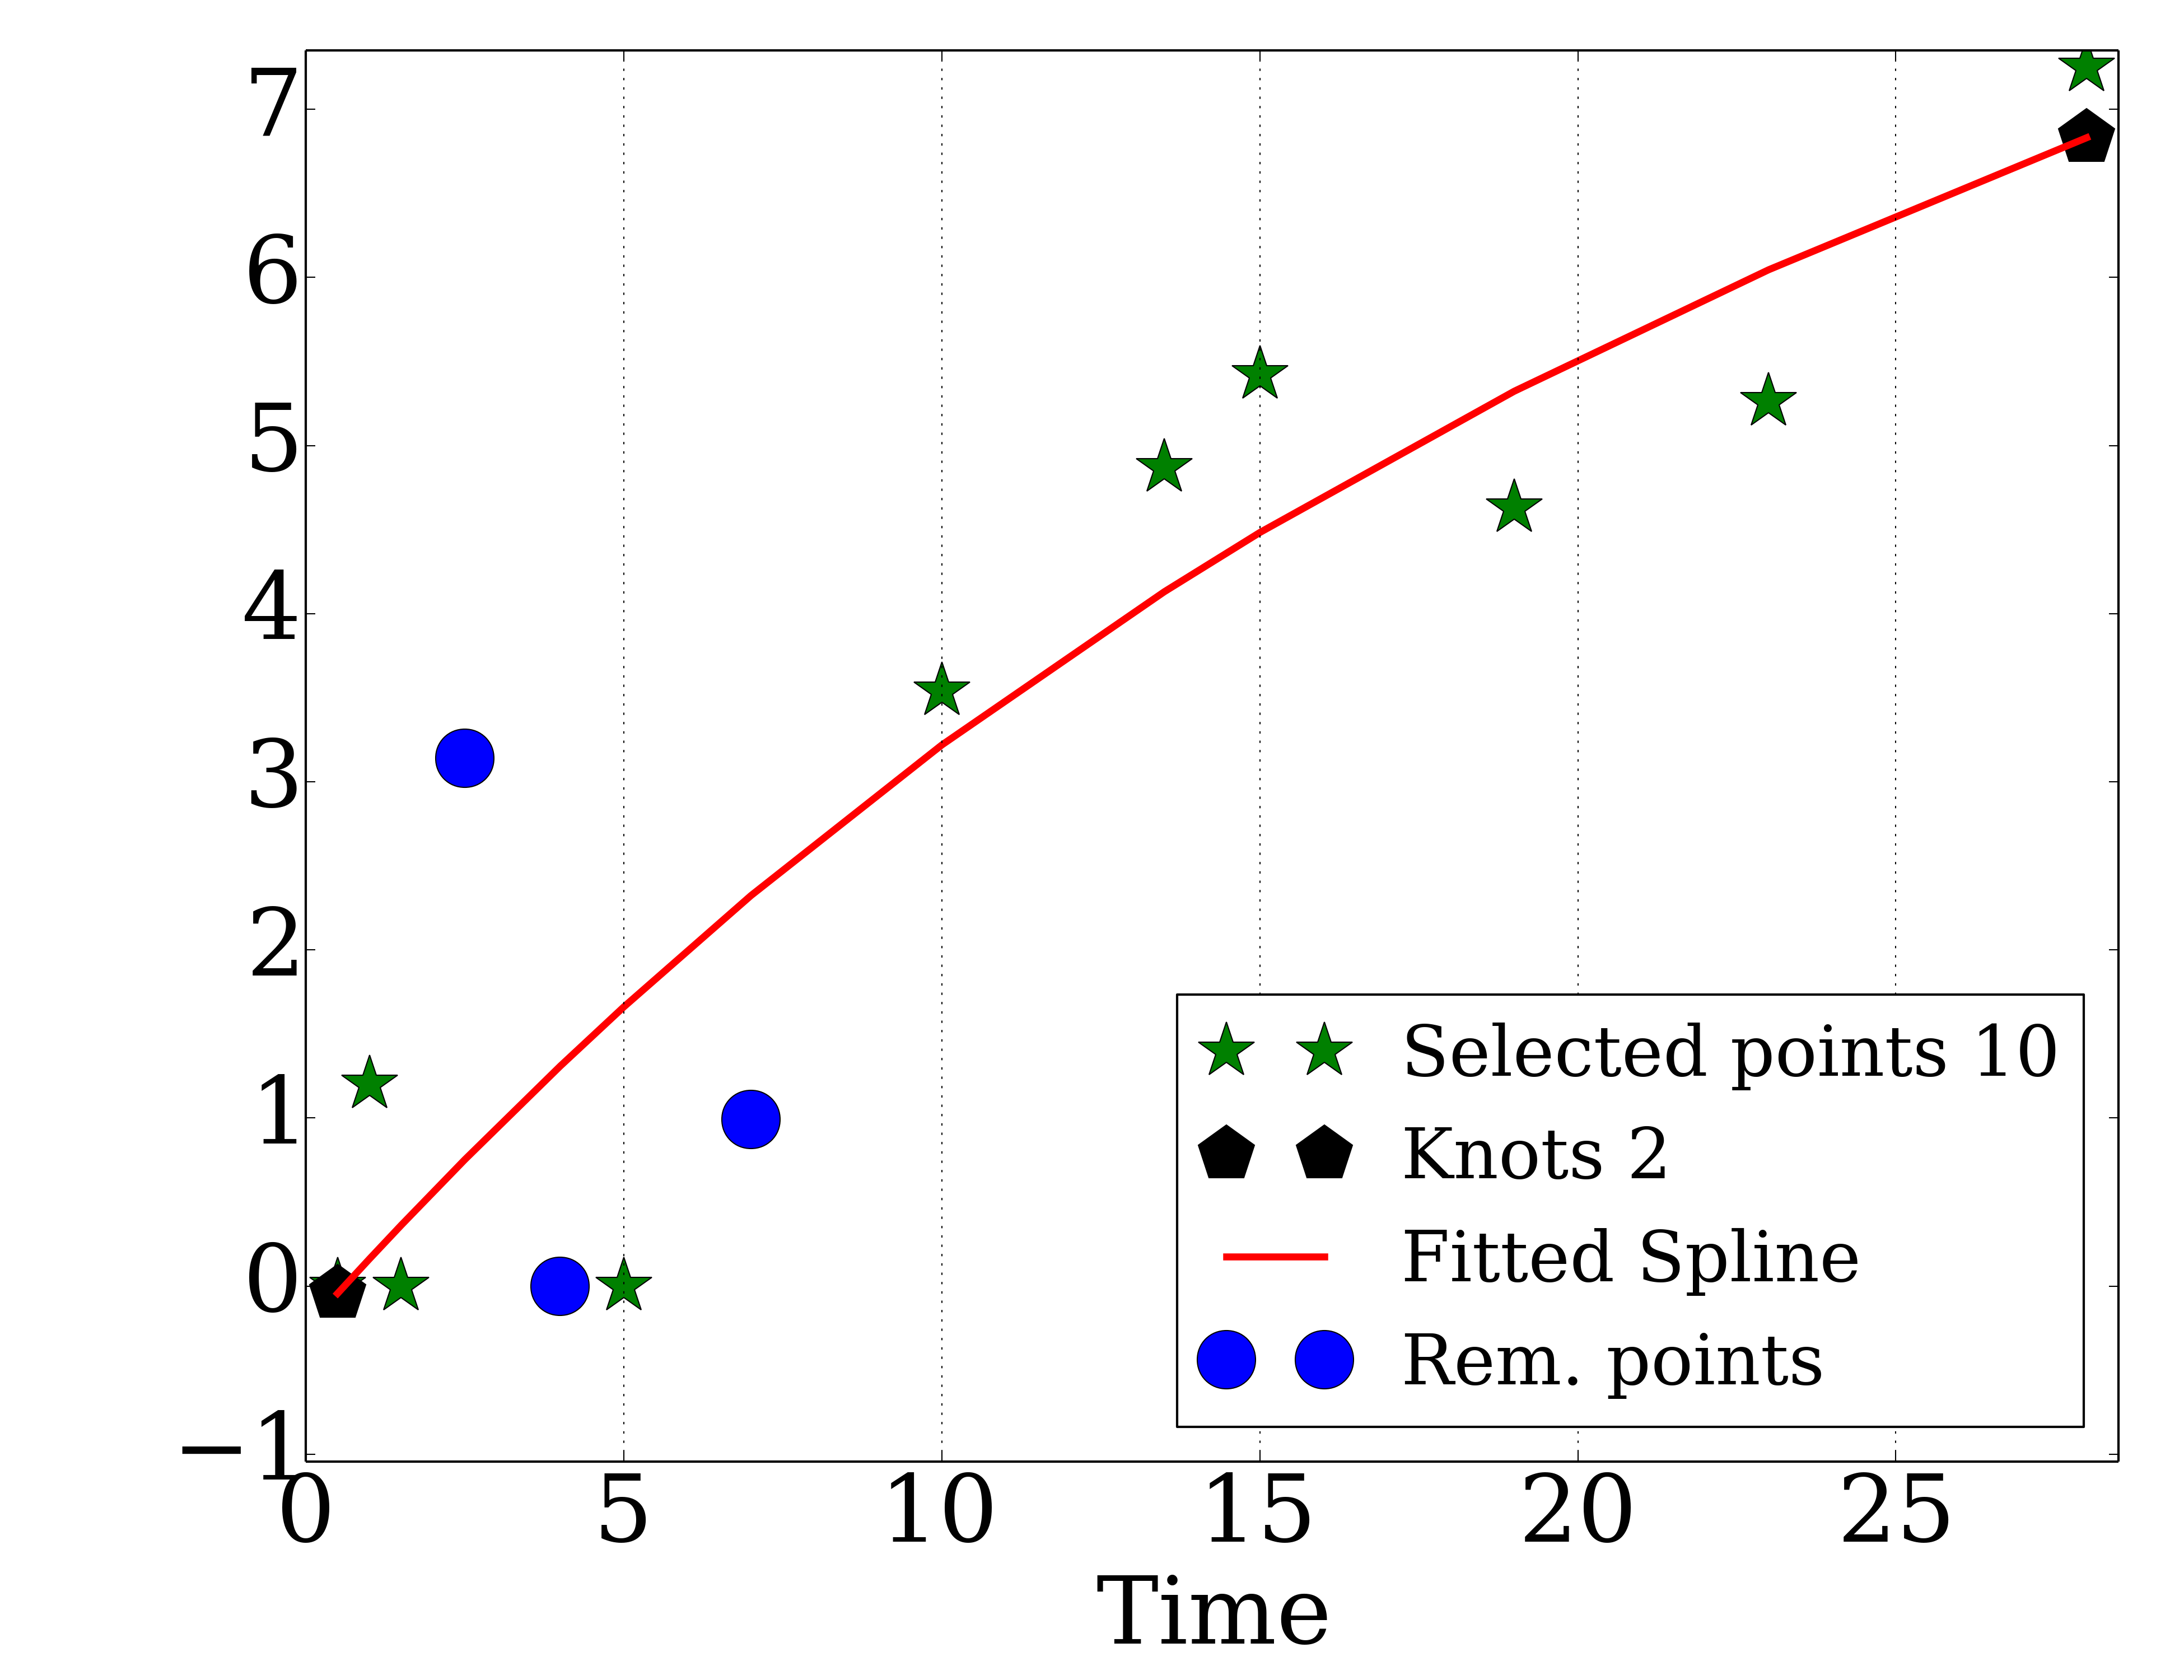 7
6
5
4
3
2
1
0
−1
0 5 10 15 20 25
Time
Selected points 10
Knots 2
Fitted Spline
Rem. points